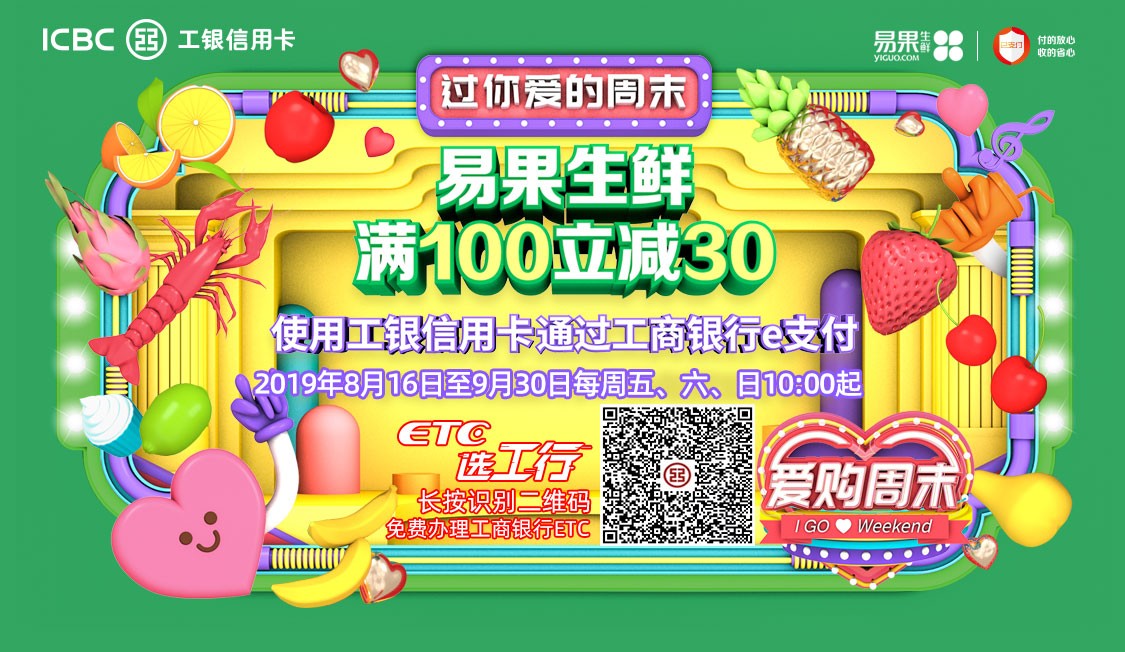 ICBC 工银信用卡
易果生鲜
YIGUO.COM
e支付
付的放心
收的省心
过你爱的周末
易果生鲜
满100立减30
使用工银信用卡通过工商银行e支付
2019年8月16日至9月30日每周五、六、日10:00起
ETC
选工行
长按识别二维码
免费办理工商银行ETC
爱购周末
I GO Weekend